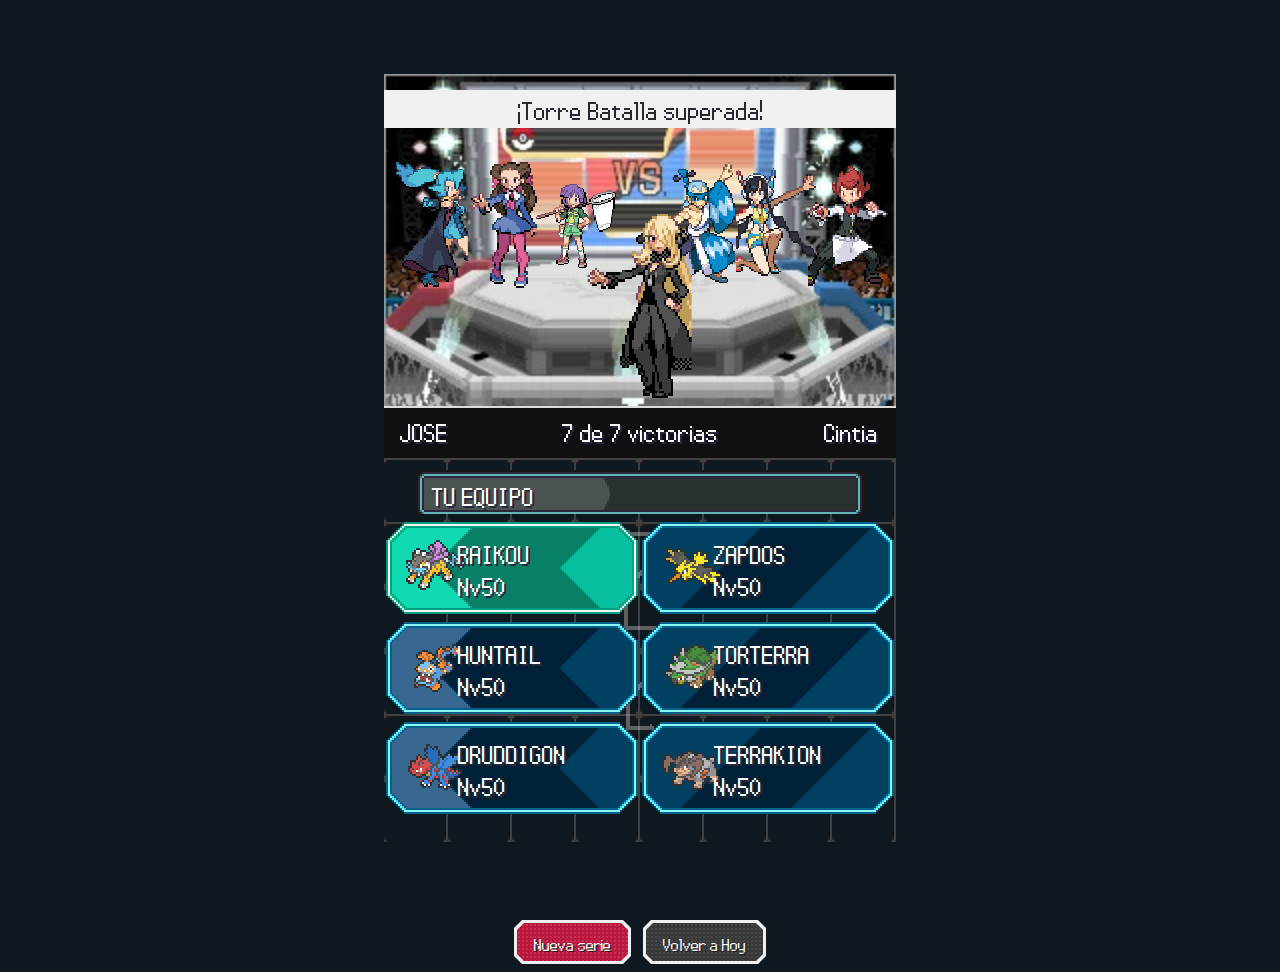 ¡Torre Batalla superada!
VS
JOSE 7 de 7 victorias Cintia
TU EQUIPO
RAIKOU
Nv50
ZAPDOS
Nv50
HUNTAIL
Nv50
TORTERRA
Nv50
DRUDDIGON
Nv50
TERRAKION
Nv50
Nueva serie
Volver a Hoy